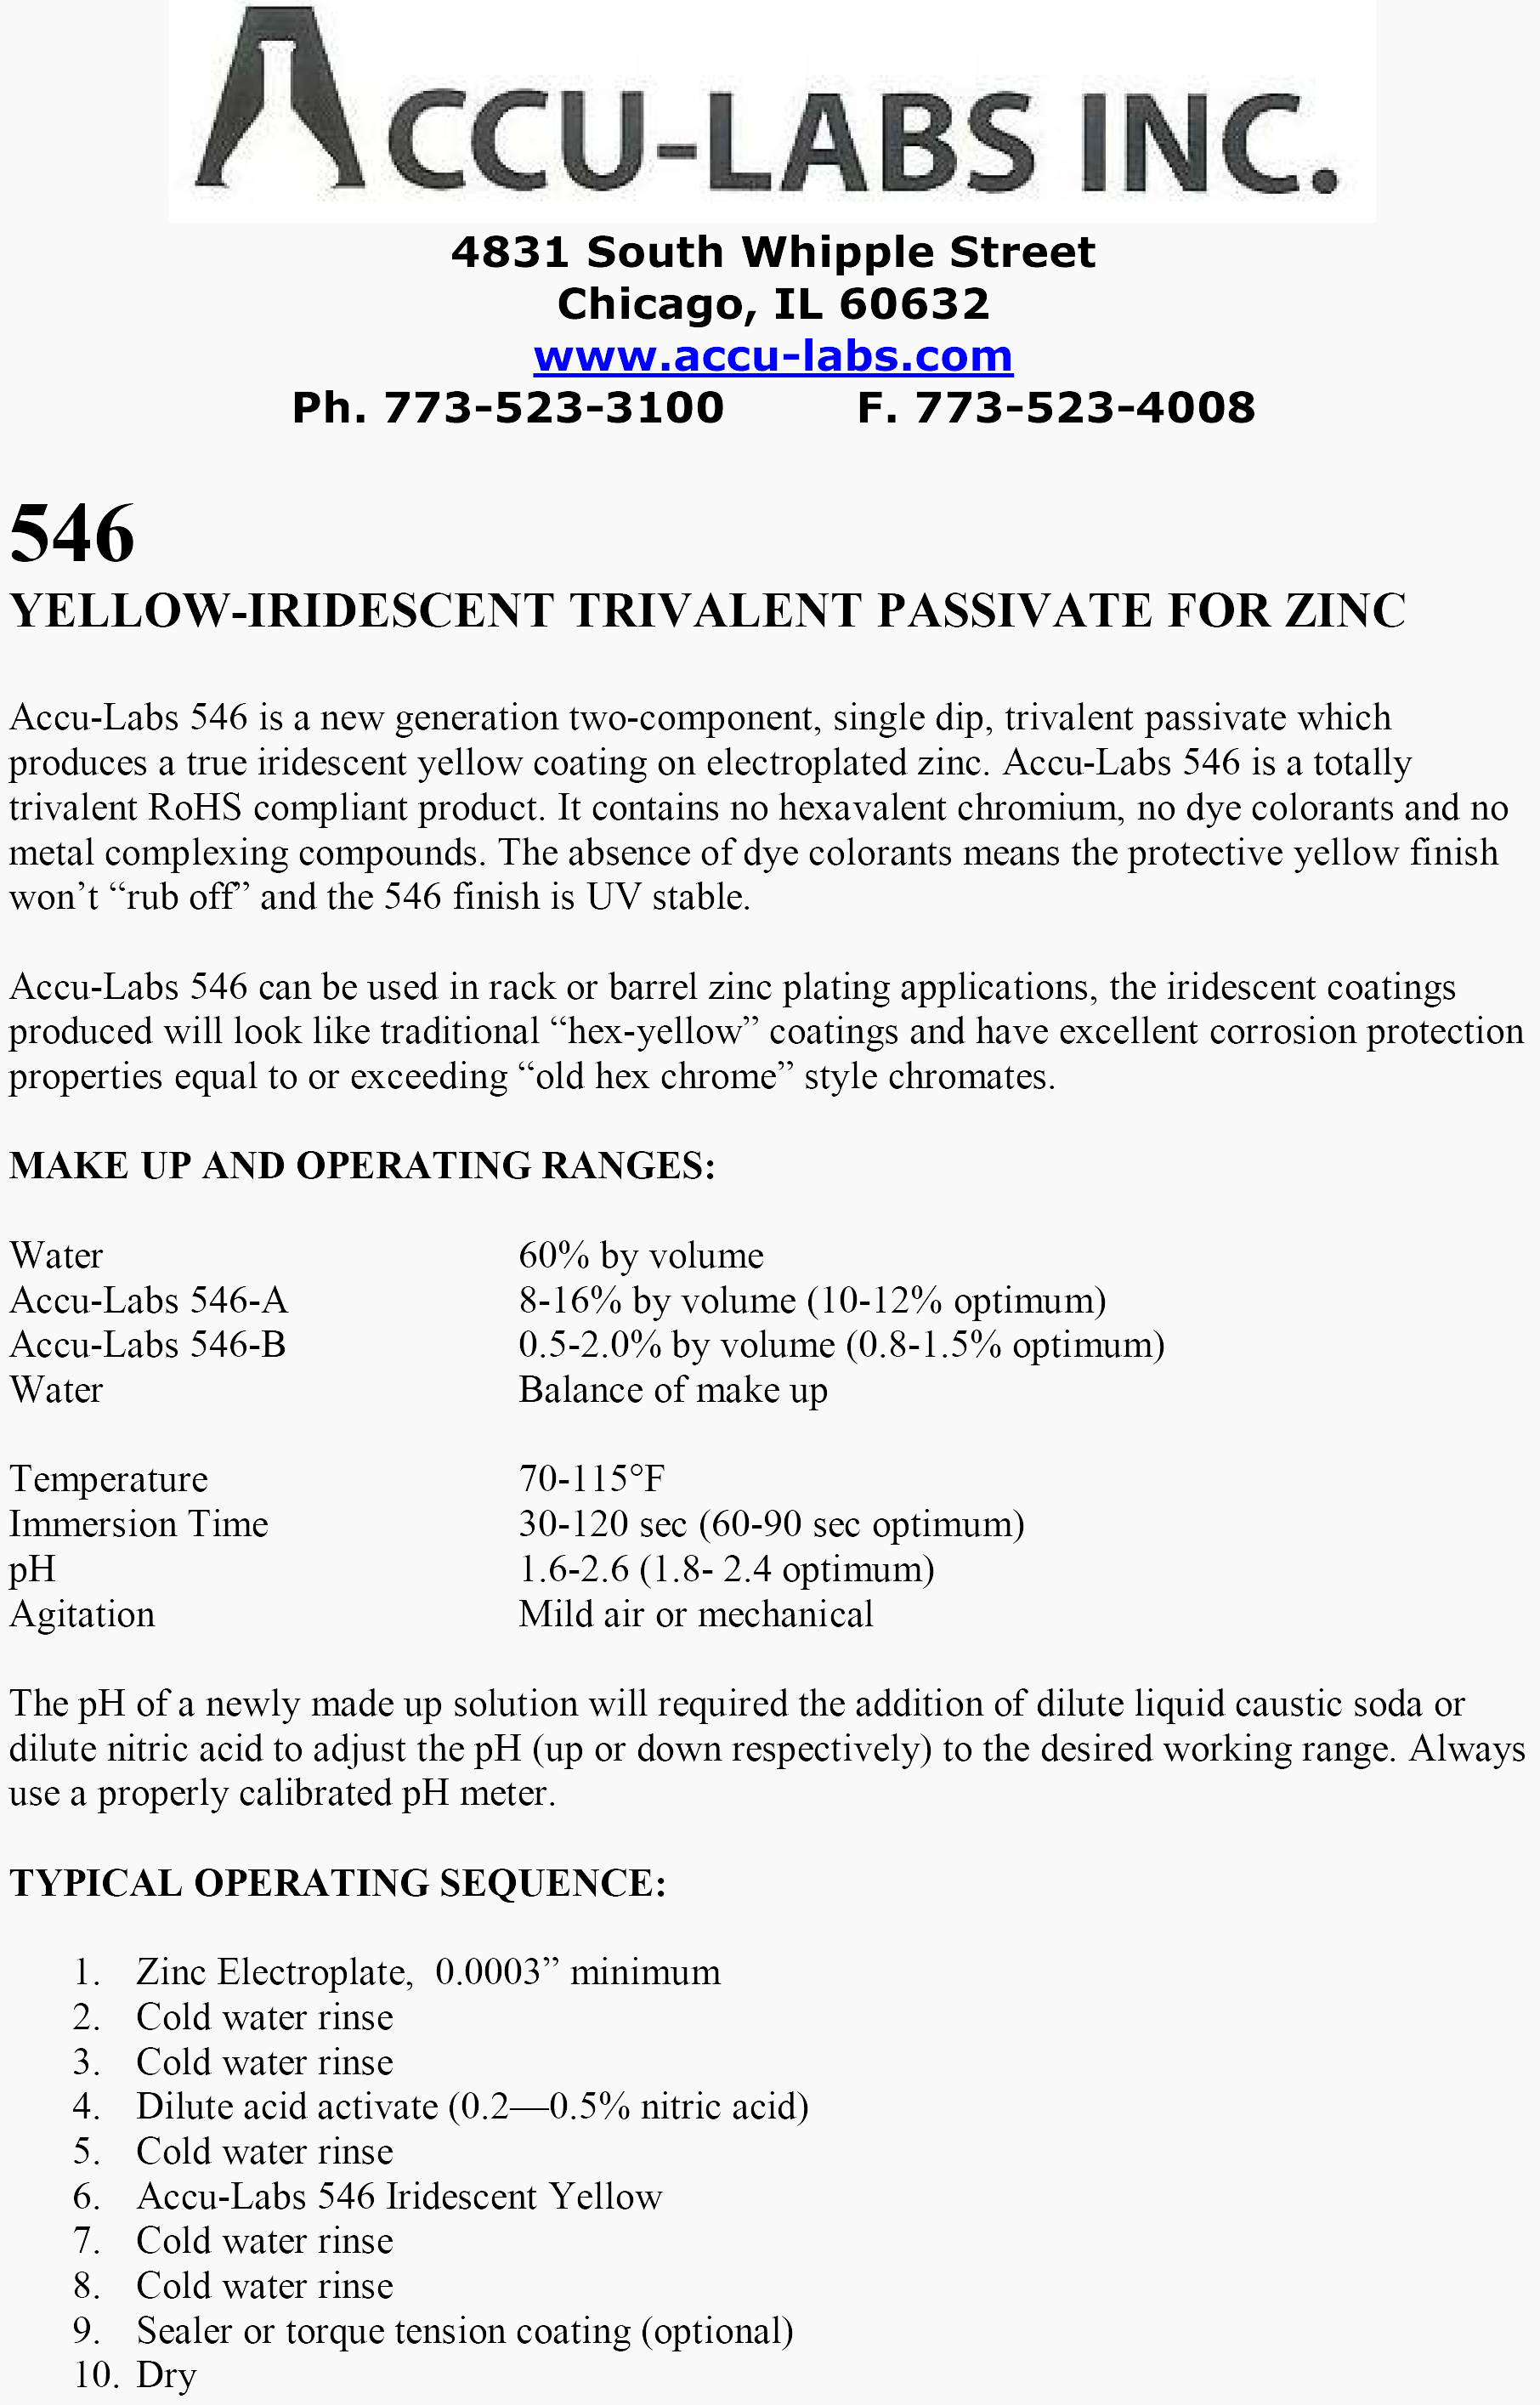 ACCU-LABS INC.
4831 South Whipple Street
Chicago, IL 60632
www.accu-labs.com
Ph. 773-523-3100 F. 773-523-4008
546
YELLOW-IRIDESCENT TRIVALENT PASSIVATE FOR ZINC
Accu-Labs 546 is a new generation two-component, single dip, trivalent passivate which
produces a true iridescent yellow coating on electroplated zinc. Accu-Labs 546 is a totally
trivalent RoHS compliant product. It contains no hexavalent chromium, no dye colorants and no
metal complexing compounds. The absence of dye colorants means the protective yellow finish
won’t “rub off” and the 546 finish is UV stable.
Accu-Labs 546 can be used in rack or barrel zinc plating applications, the iridescent coatings
produced will look like traditional “hex-yellow” coatings and have excellent corrosion protection
properties equal to or exceeding “old hex chrome” style chromates.
MAKE UP AND OPERATING RANGES:
Water 60% by volume
Accu-Labs 546-A 8-16% by volume (10-12% optimum)
Accu-Labs 546-B 0.5-2.0% by volume (0.8-1.5% optimum)
Water Balance of make up
Temperature 70-115°F
Immersion Time 30-120 sec (60-90 sec optimum)
pH 1.6-2.6 (1.8- 2.4 optimum)
Agitation Mild air or mechanical
The pH of a newly made up solution will required the addition of dilute liquid caustic soda or
dilute nitric acid to adjust the pH (up or down respectively) to the desired working range. Always
use a properly calibrated pH meter.
TYPICAL OPERATING SEQUENCE:
1. Zinc Electroplate, 0.0003” minimum
2. Cold water rinse
3. Cold water rinse
4. Dilute acid activate (0.2—0.5% nitric acid)
5. Cold water rinse
6. Accu-Labs 546 Iridescent Yellow
7. Cold water rinse
8. Cold water rinse
9. Sealer or torque tension coating (optional)
10. Dry